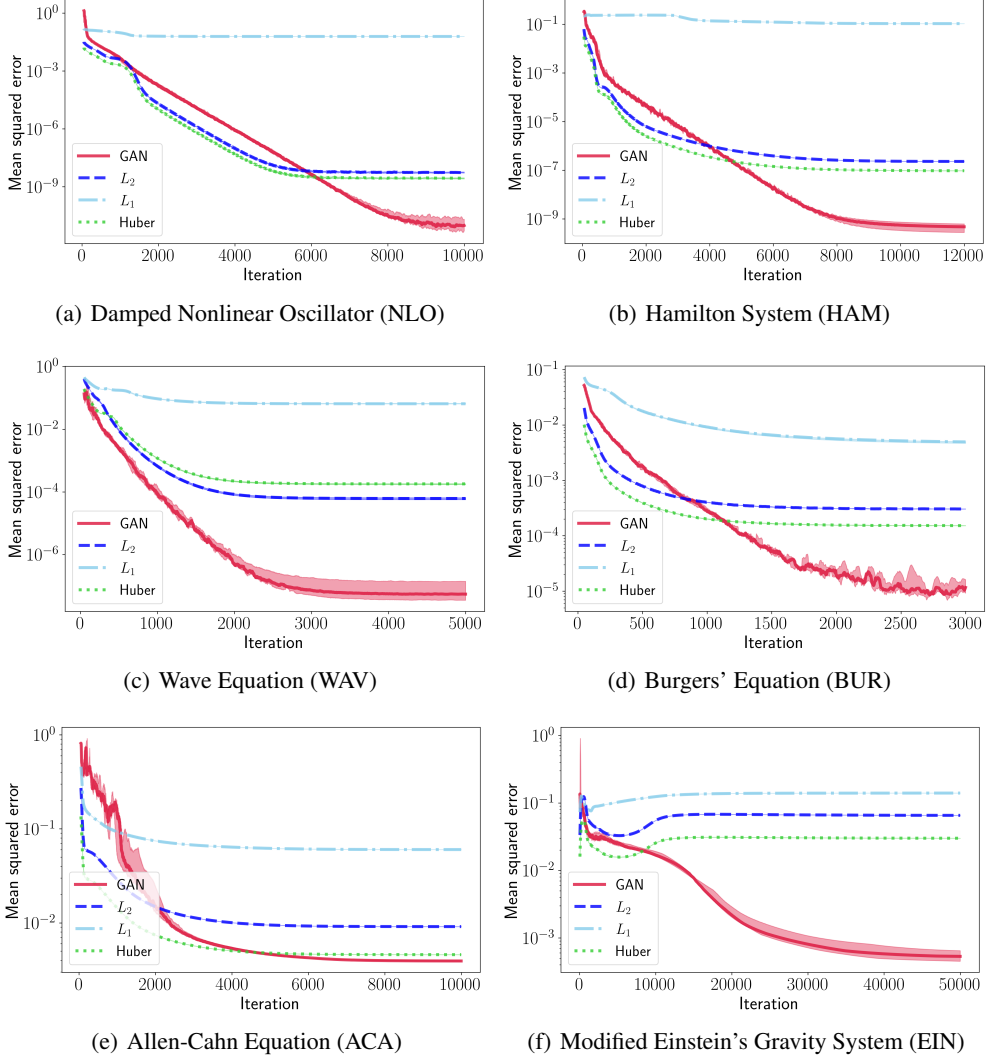 10^0
10^-3
10^-6
10^-9
Mean squared error
GAN
L_2
L_1
Huber
0 2000 4000 6000 8000 10000
Iteration
(a) Damped Nonlinear Oscillator (NLO)
10^-1
10^-3
10^-5
10^-7
10^-9
Mean squared error
GAN
L_2
L_1
Huber
0 2000 4000 6000 8000 10000 12000
Iteration
(b) Hamilton System (HAM)
10^0
10^-2
10^-4
10^-6
Mean squared error
GAN
L_2
L_1
Huber
0 1000 2000 3000 4000 5000
Iteration
(c) Wave Equation (WAV)
10^-1
10^-2
10^-3
10^-4
10^-5
Mean squared error
GAN
L_2
L_1
Huber
0 500 1000 1500 2000 2500 3000
Iteration
(d) Burgers' Equation (BUR)
10^0
10^-1
10^-2
Mean squared error
GAN
L_2
L_1
Huber
0 2000 4000 6000 8000 10000
Iteration
(e) Allen-Cahn Equation (ACA)
10^0
10^-1
10^-2
10^-3
Mean squared error
GAN
L_2
L_1
Huber
0 10000 20000 30000 40000 50000
Iteration
(f) Modified Einstein's Gravity System (EIN)